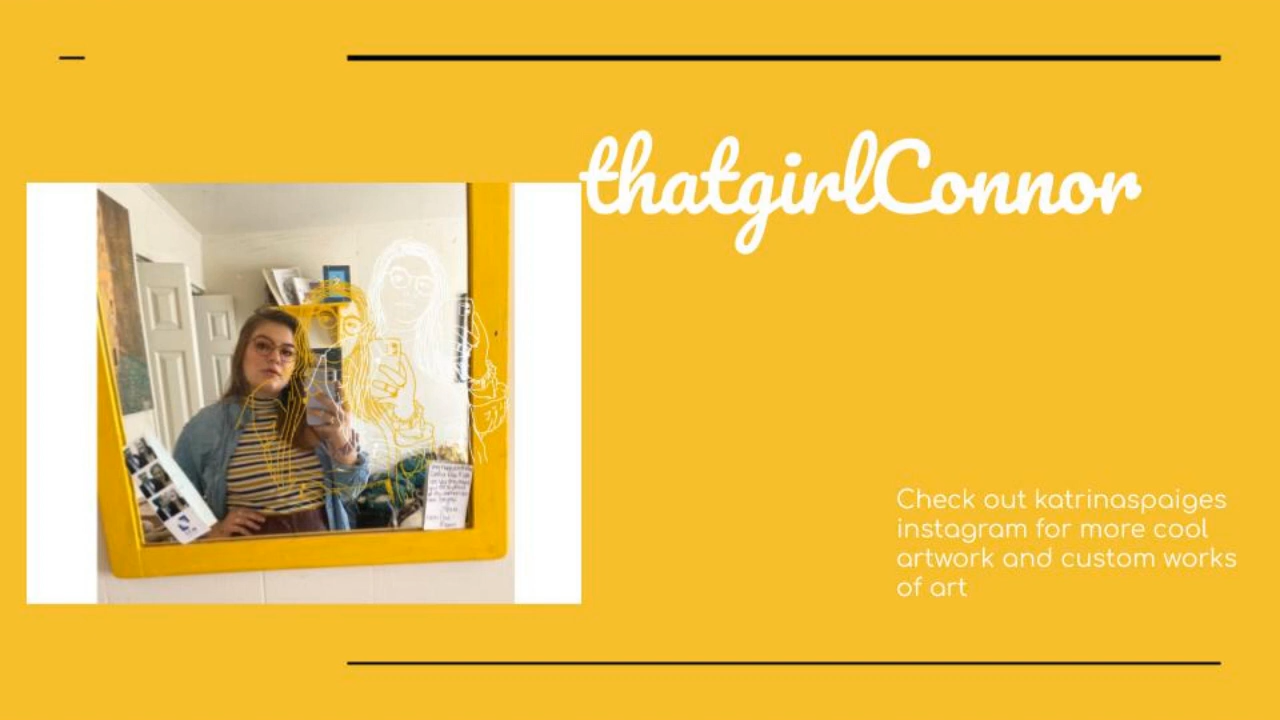 thatgirlConnor
Check out katrinaspaiges
instagram for more cool
artwork and custom works
of art